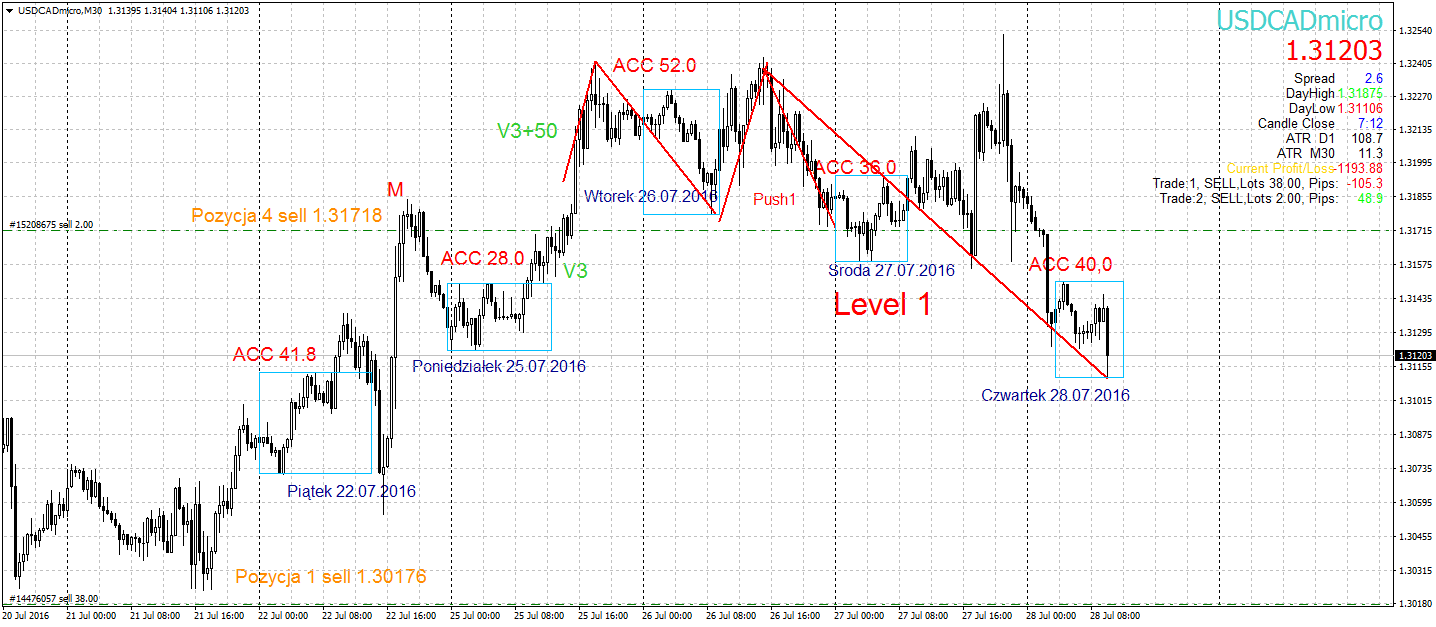 USDCADmicro,M30 1.31395 1.31404 1.31106 1.31203
USDCADmicro
1.31203
Spread 2.6
DayHigh 1.31875
DayLow 1.31106
Candle Close 7:12
ATR D1 108.7
ATR M30 11.3
Current Profit/Loss -1193.88
Trade:1, SELL,Lots 38.00, Pips: -105.3
Trade:2, SELL,Lots 2.00, Pips: 48.9
ACC 52.0
V3+50
M
Pozycja 4 sell 1.31718
#15208675 sell 2.00
Wtorek 26.07.2016
Push1
ACC 36.0
ACC 28.0
V3
Środa 27.07.2016
ACC 40,0
Level 1
ACC 41.8
Poniedziałek 25.07.2016
Czwartek 28.07.2016
Piątek 22.07.2016
Pozycja 1 sell 1.30176
#14476057 sell 38.00
1.32540
1.32405
1.32270
1.32135
1.31995
1.31855
1.31715
1.31575
1.31435
1.31295
1.31203
1.31155
1.31015
1.30875
1.30735
1.30595
1.30455
1.30315
1.30180
20 Jul 2016 21 Jul 00:00 21 Jul 08:00 21 Jul 16:00 22 Jul 00:00 22 Jul 08:00 22 Jul 16:00 25 Jul 00:00 25 Jul 08:00 25 Jul 16:00 26 Jul 00:00 26 Jul 08:00 26 Jul 16:00 27 Jul 00:00 27 Jul 08:00 27 Jul 16:00 28 Jul 00:00 28 Jul 08:00